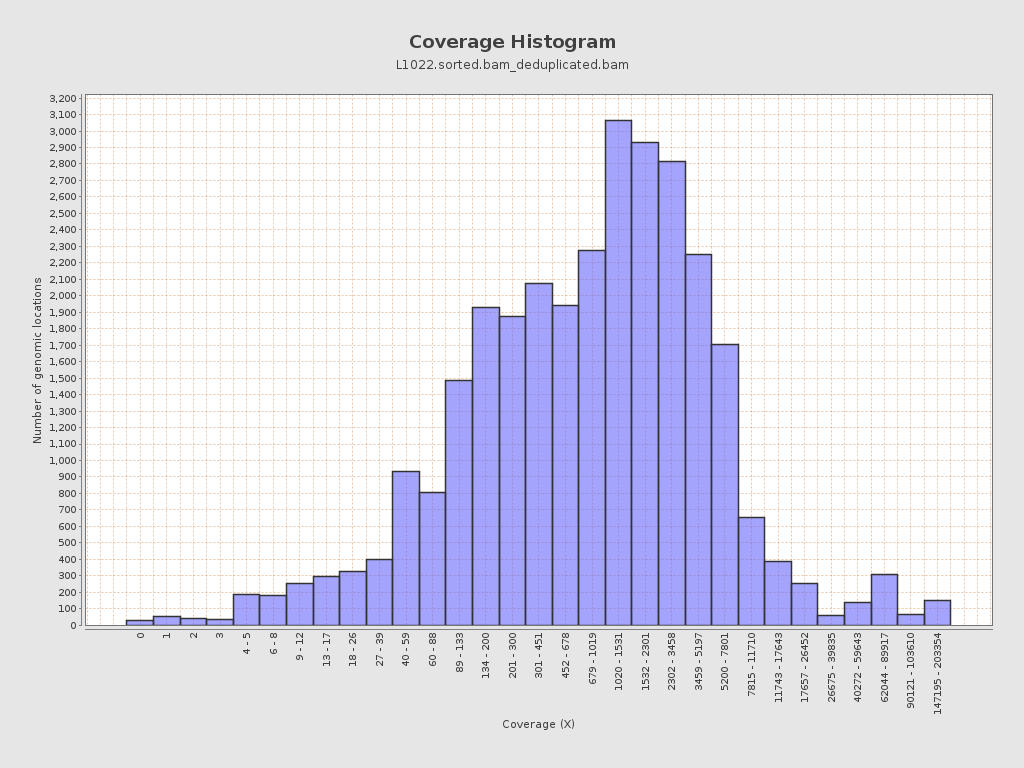 Coverage Histogram
L1022.sorted.bam_deduplicated.bam
3,200
3,100
3,000
2,900
2,800
2,700
2,600
2,500
2,400
2,300
2,200
2,100
2,000
1,900
1,800
1,700
1,600
1,500
1,400
1,300
1,200
1,100
1,000
900
800
700
600
500
400
300
200
100
0
Number of genomic locations
0
1
2
3
4 - 5
6 - 8
9 - 12
13 - 17
18 - 26
27 - 39
40 - 59
60 - 88
89 - 133
134 - 200
201 - 300
301 - 451
452 - 678
679 - 1019
1020 - 1531
1532 - 2301
2302 - 3458
3459 - 5197
5200 - 7801
7815 - 11710
11743 - 17643
17657 - 26452
26675 - 39835
40272 - 59643
62044 - 89917
90121 - 103610
147195 - 203354
Coverage (X)